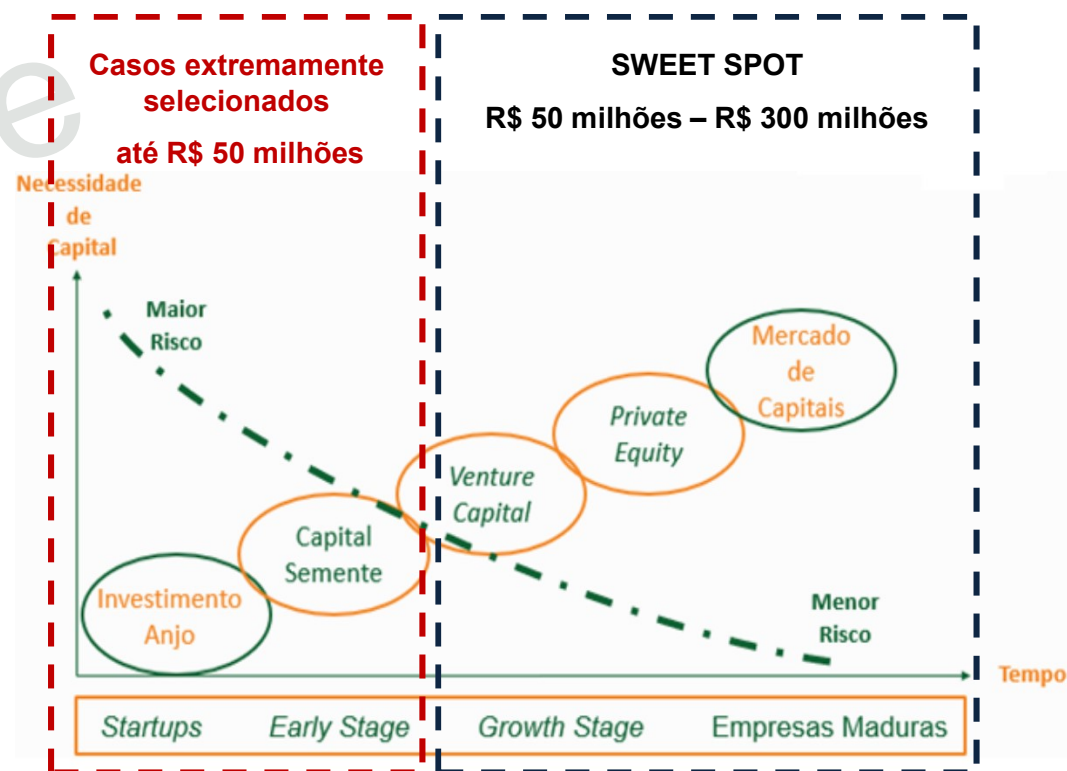 Casos extremamente
selecionados
até R$ 50 milhões
SWEET SPOT
R$ 50 milhões – R$ 300 milhões
e
Necessidade
de
Capital
Maior
Risco
Mercado
de
Capitais
Private
Equity
Venture
Capital
Capital
Semente
Investimento
Anjo
Menor
Risco
Tempo
Startups
Early Stage
Growth Stage
Empresas Maduras